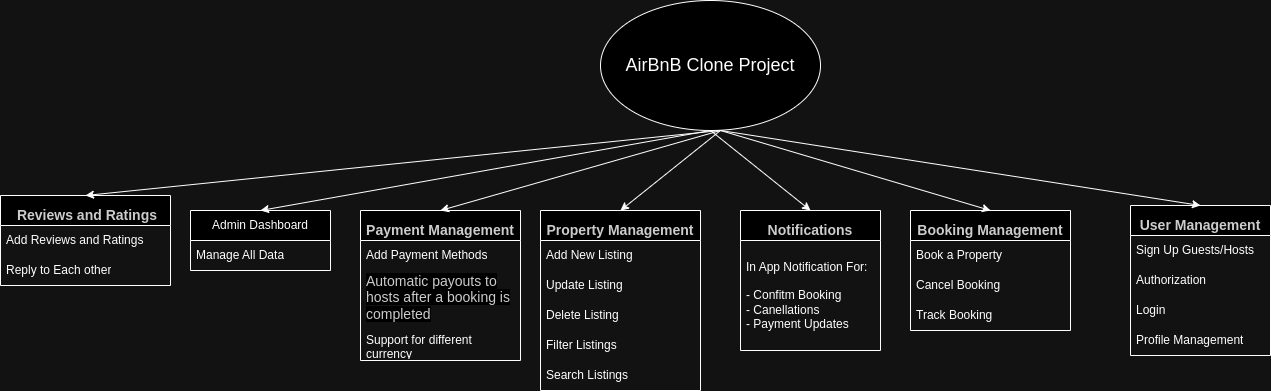 AirBnB Clone Project
Reviews and Ratings
Add Reviews and Ratings
Reply to Each other
Admin Dashboard
Manage All Data
Payment Management
Add Payment Methods
Automatic payouts to
hosts after a booking is
completed
Support for different
currency
Property Management
Add New Listing
Update Listing
Delete Listing
Filter Listings
Search Listings
Notifications
In App Notification For:
- Confitm Booking
- Canellations
- Payment Updates
Booking Management
Book a Property
Cancel Booking
Track Booking
User Management
Sign Up Guests/Hosts
Authorization
Login
Profile Management